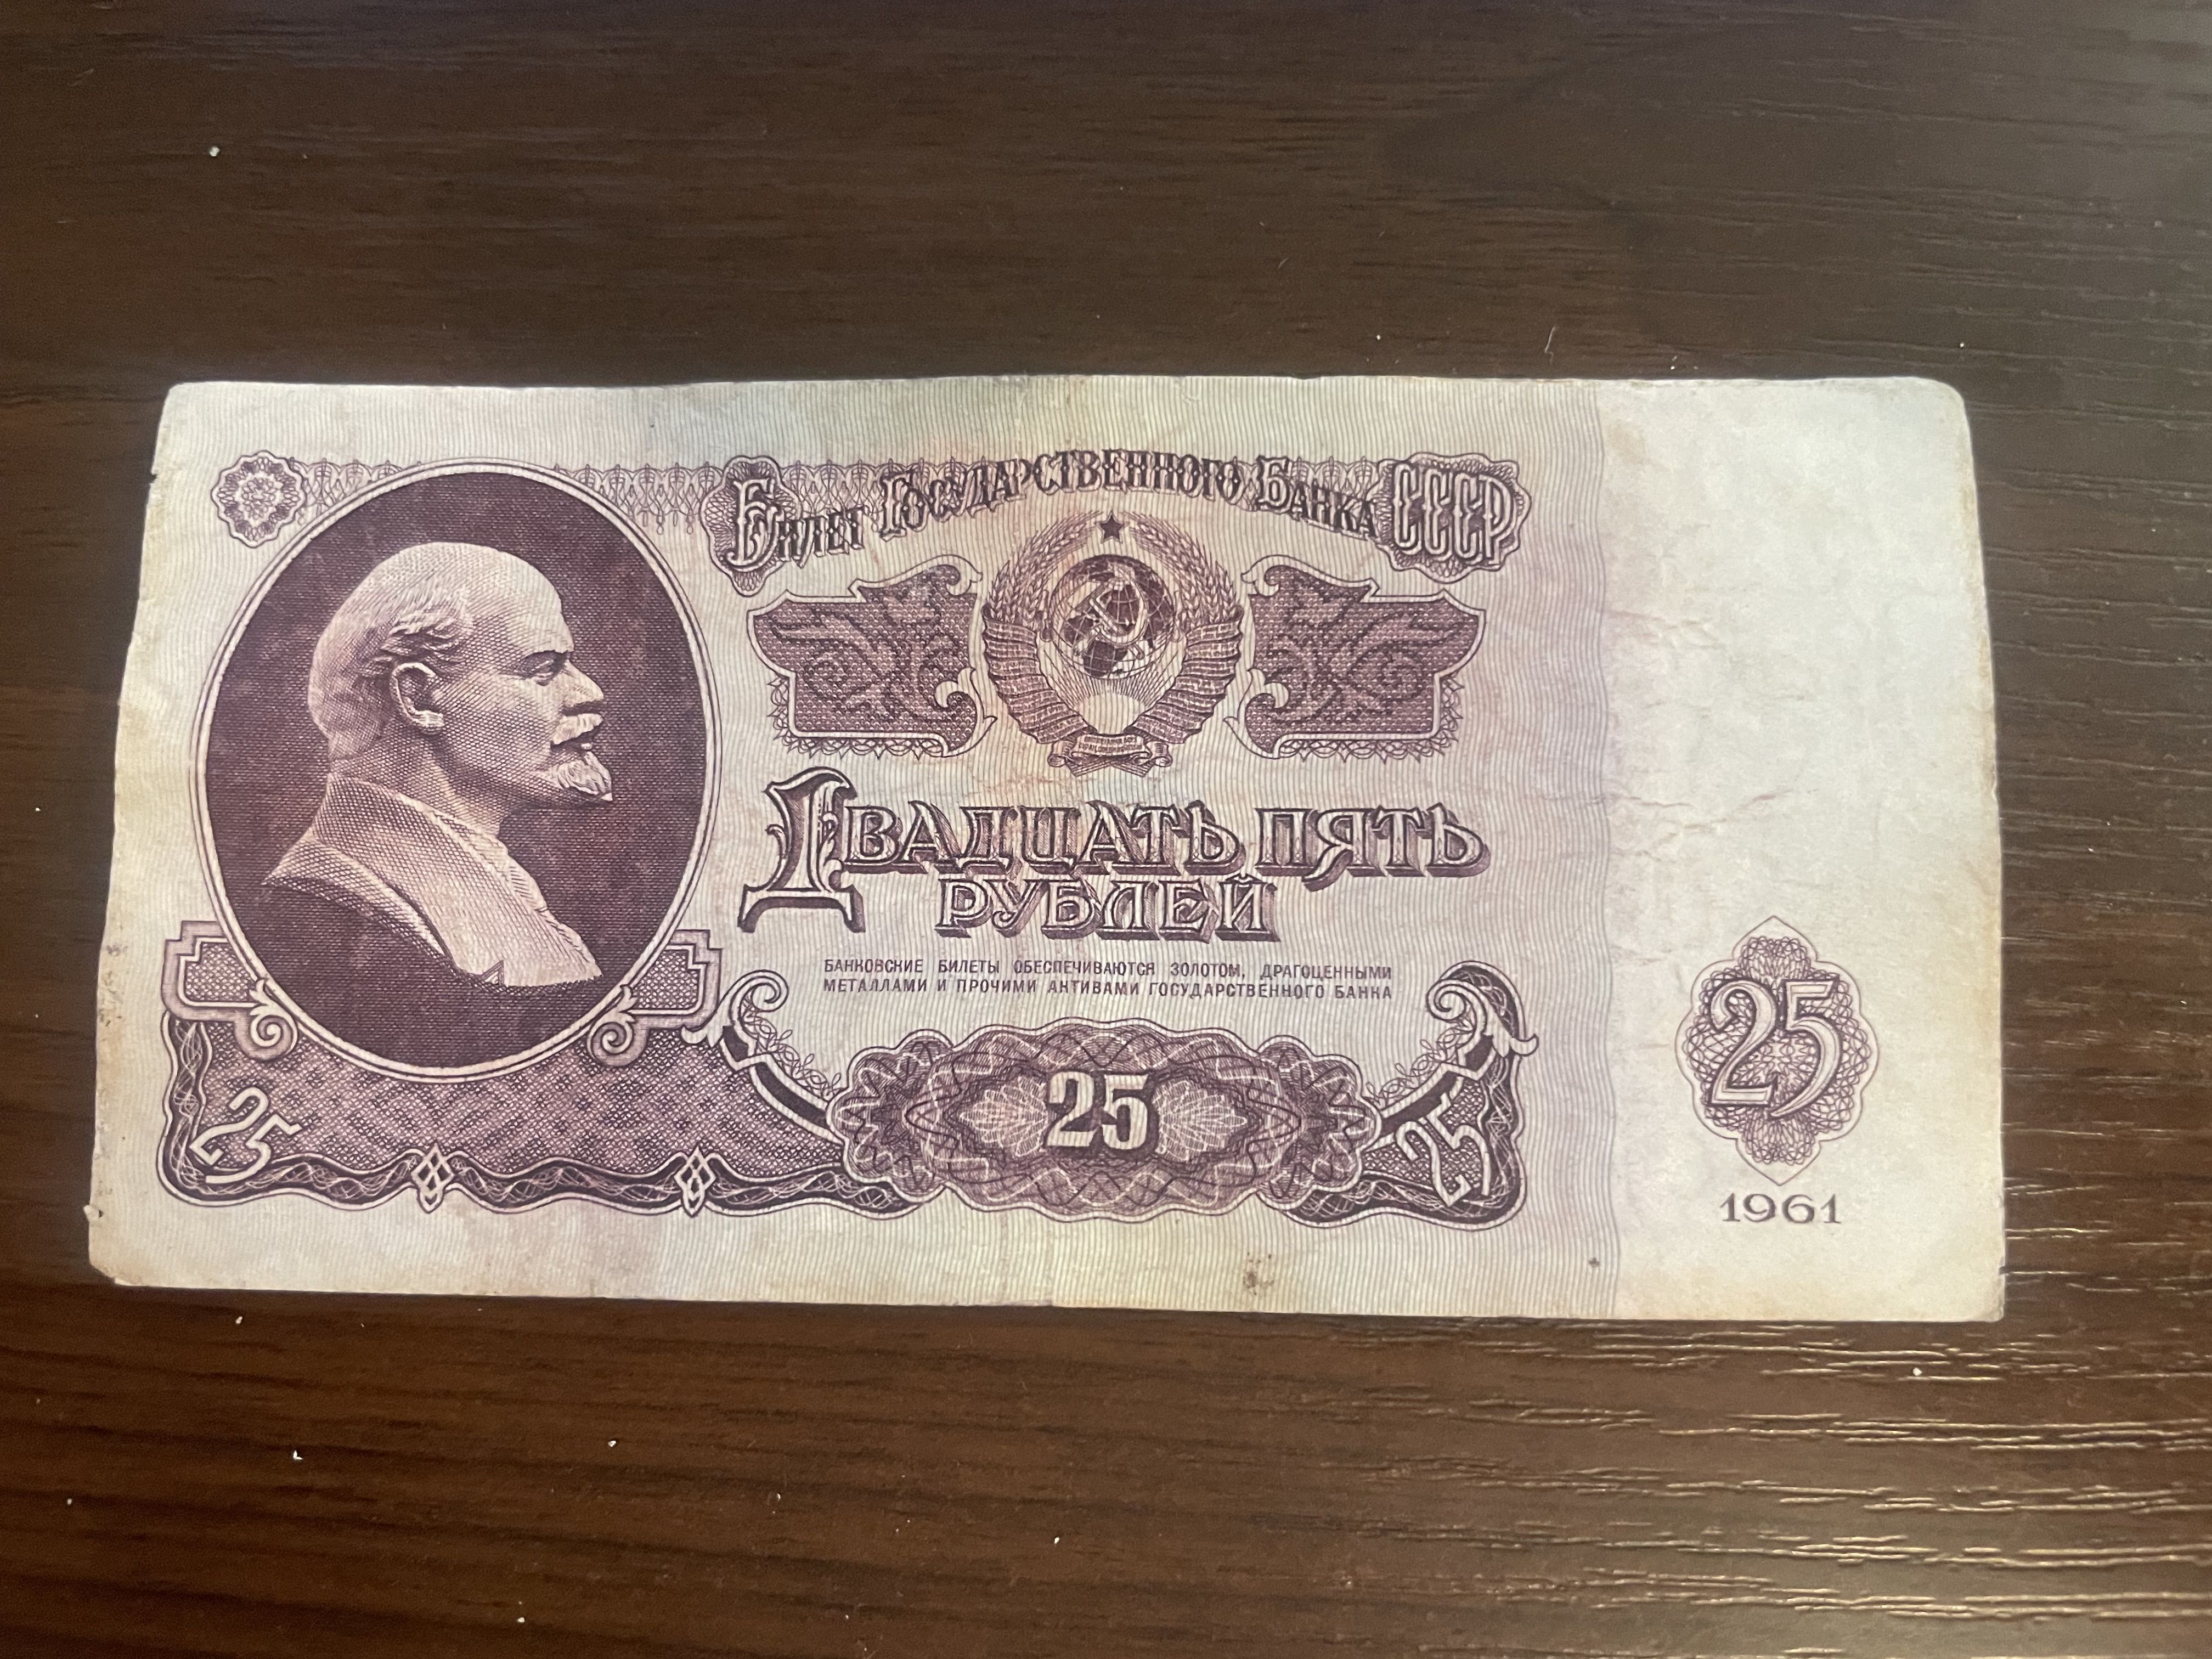 Билет Государственного Банка СССР
Двадцать пять
рублей
БАНКОВСКИЕ БИЛЕТЫ ОБЕСПЕЧИВАЮТСЯ ЗОЛОТОМ, ДРАГОЦЕННЫМИ
МЕТАЛЛАМИ И ПРОЧИМИ АКТИВАМИ ГОСУДАРСТВЕННОГО БАНКА
25
25
25
25
1961